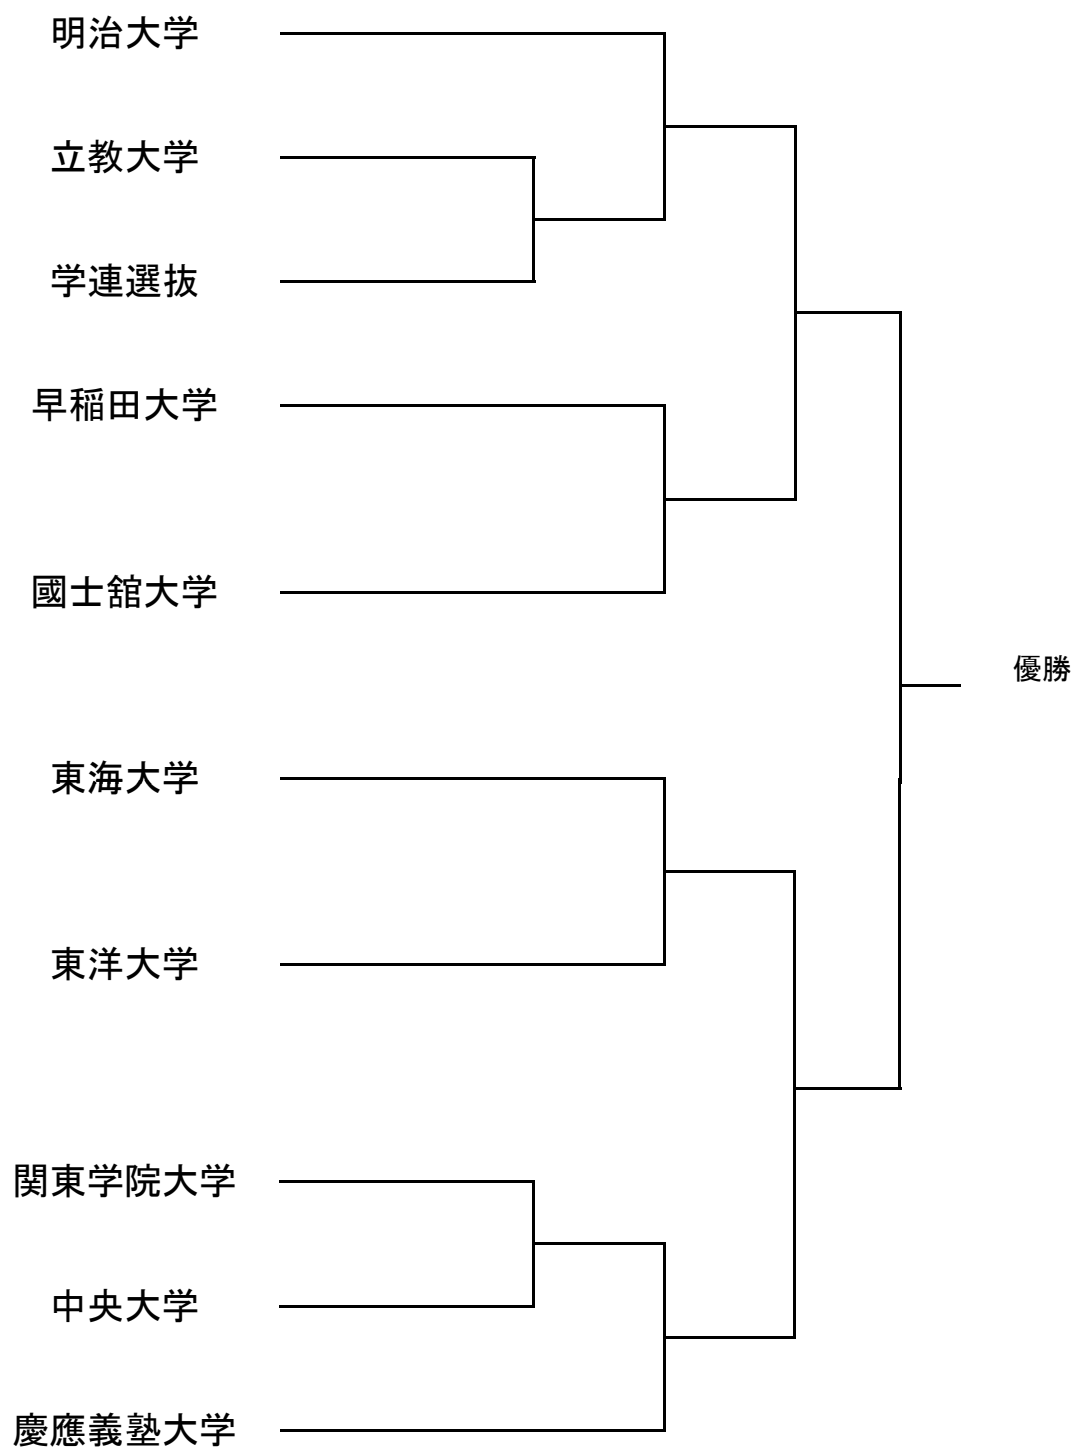 明治大学
立教大学
学連選抜
早稲田大学
國士舘大学
優勝
東海大学
東洋大学
関東学院大学
中央大学
慶應義塾大学